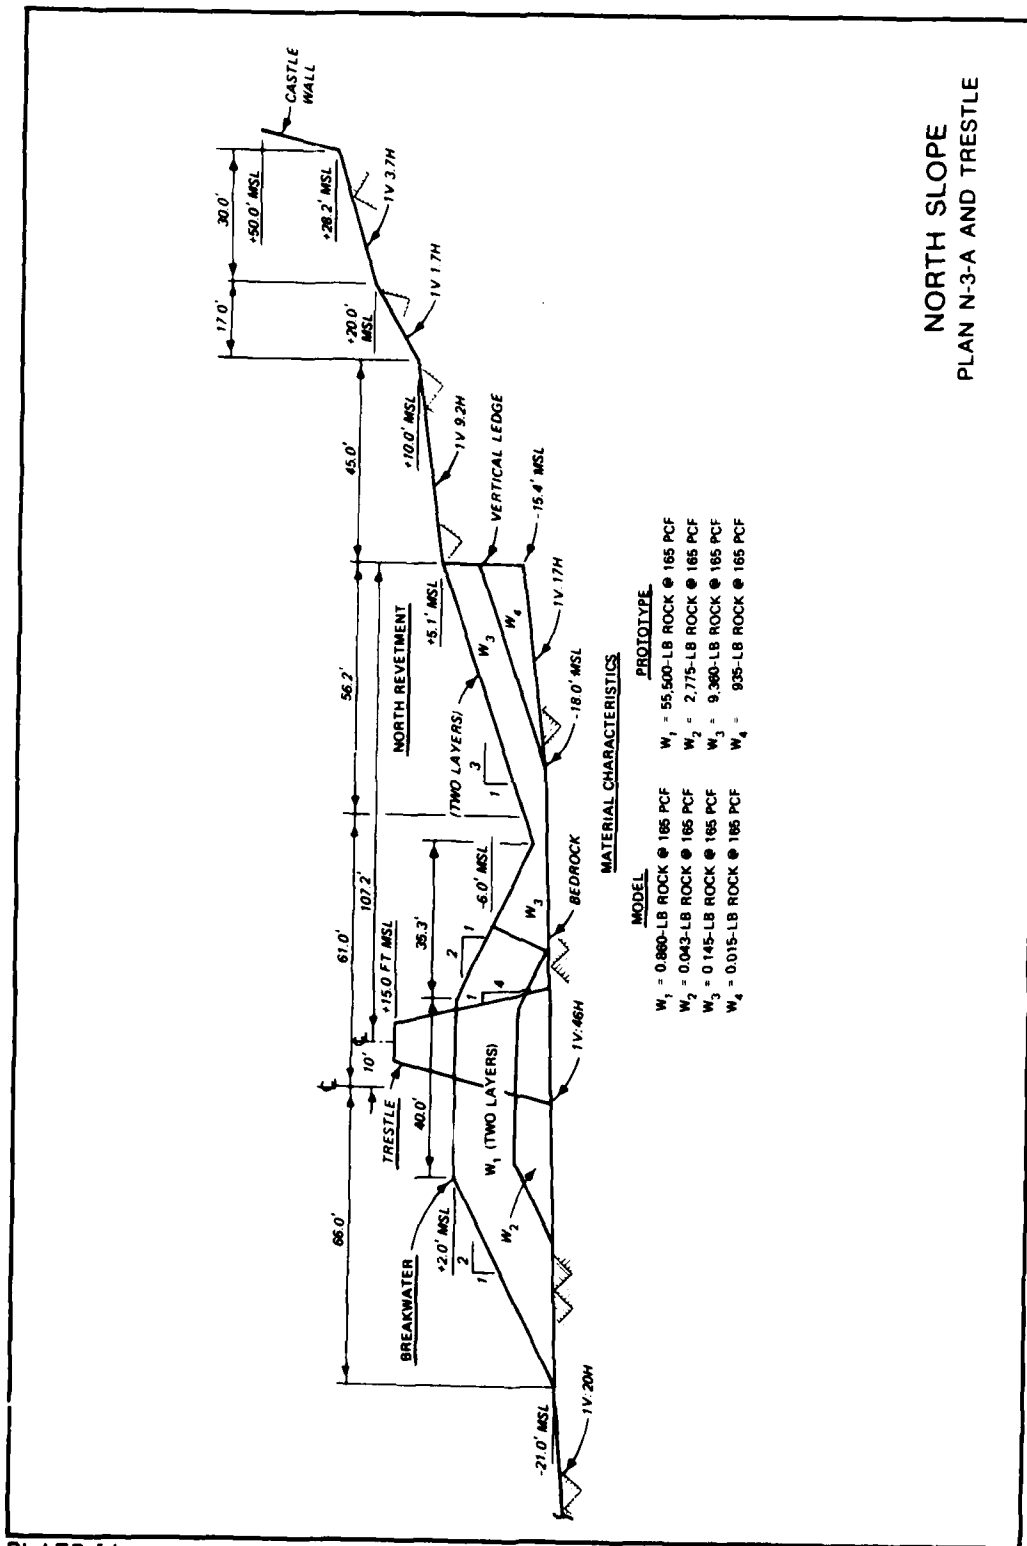 CASTLE
WALL
30.0'
+50.0' MSL
+28.2' MSL
1V 3.7H
17.0'
+20.0'
MSL
1V 1.7H
45.0'
+10.0' MSL
1V 9.2H
VERTICAL LEDGE
-15.4' MSL
56.2'
107.2'
NORTH REVETMENT
+5.1' MSL
W3
W4
1V:17H
(TWO LAYERS)
3
1
-18.0' MSL
61.0'
10'
+15.0 FT MSL
35.3'
-6.0' MSL
2
1
W3
BEDROCK
1
4
TRESTLE
40.0'
W1 (TWO LAYERS)
1V:46H
66.0'
BREAKWATER
+2.0' MSL
2
1
W2
-21.0' MSL
1V:20H
MATERIAL CHARACTERISTICS
MODEL
W1 = 0.860-LB ROCK @ 165 PCF
W2 = 0.043-LB ROCK @ 165 PCF
W3 = 0.145-LB ROCK @ 165 PCF
W4 = 0.015-LB ROCK @ 165 PCF
PROTOTYPE
W1 = 55,500-LB ROCK @ 165 PCF
W2 = 2,775-LB ROCK @ 165 PCF
W3 = 9,360-LB ROCK @ 165 PCF
W4 = 935-LB ROCK @ 165 PCF
NORTH SLOPE
PLAN N-3-A AND TRESTLE